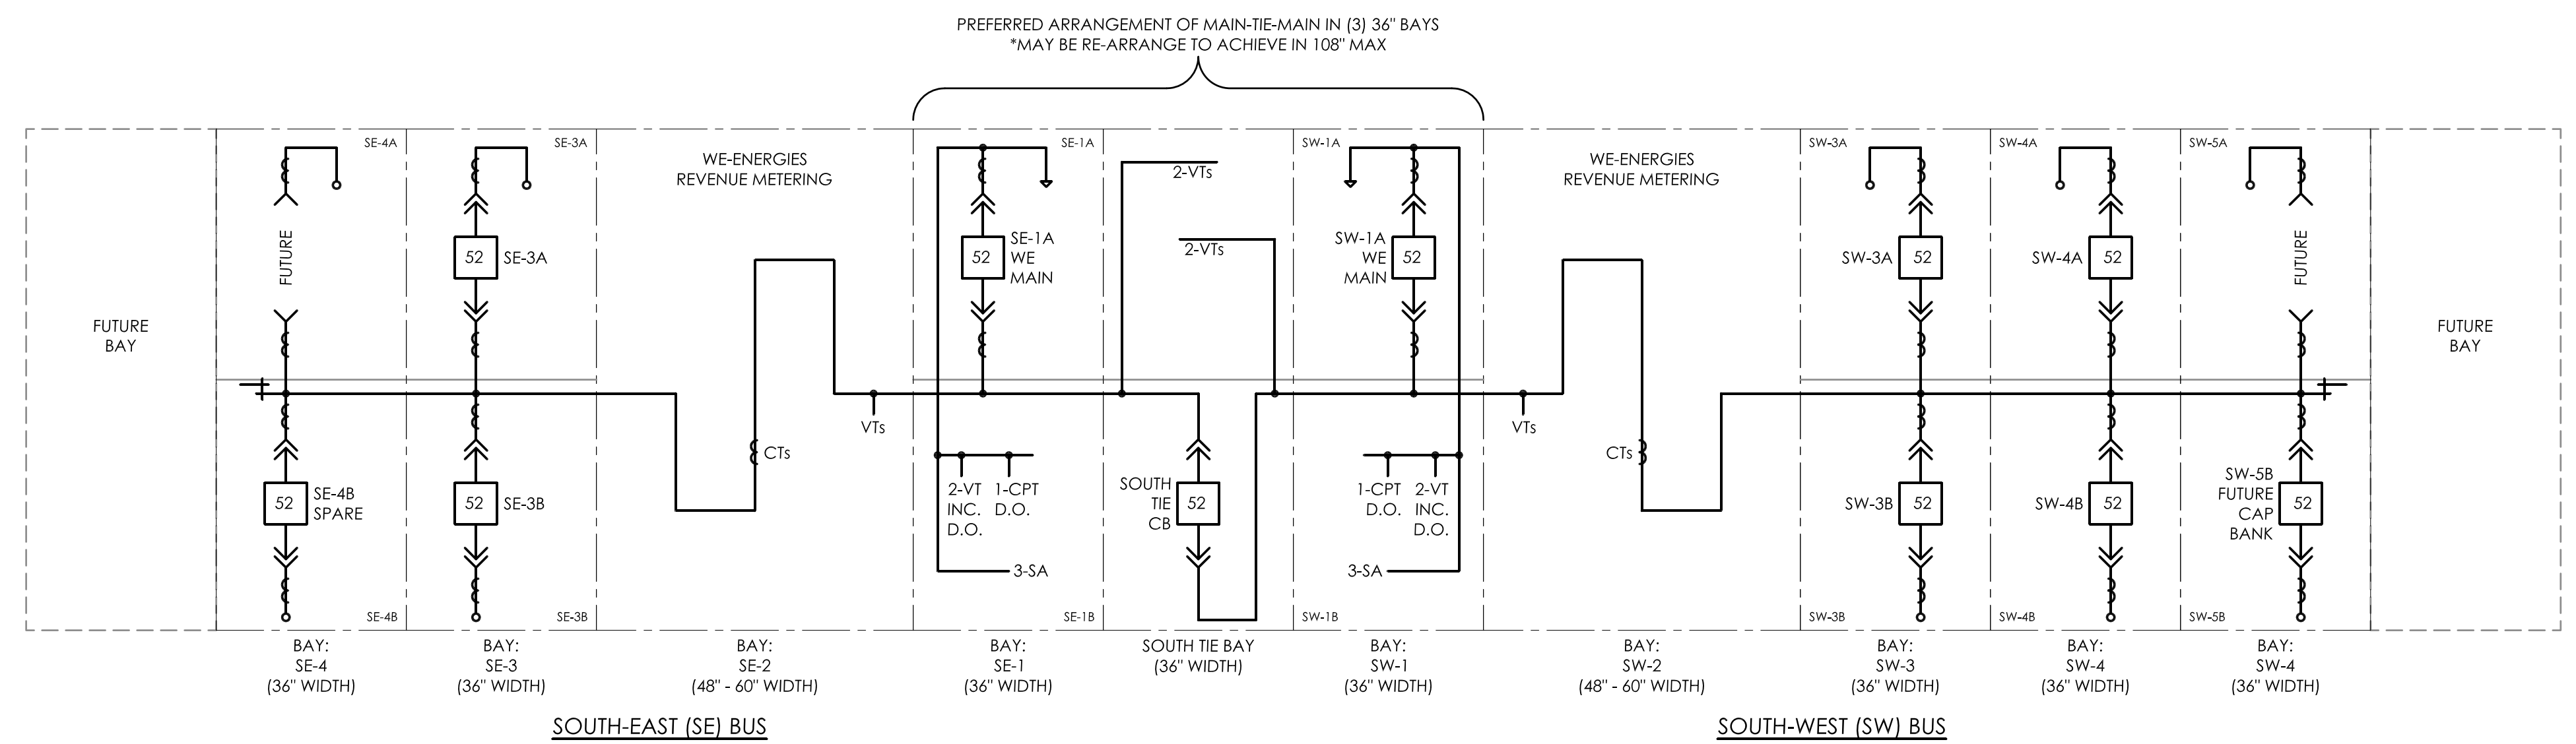 PREFERRED ARRANGEMENT OF MAIN-TIE-MAIN IN (3) 36" BAYS
*MAY BE RE-ARRANGE TO ACHIEVE IN 108" MAX
FUTURE
BAY
SE-4A
FUTURE
SE-4B
SPARE
52
SE-4B
SE-3A
52
SE-3A
52
SE-3B
SE-3B
WE-ENERGIES
REVENUE METERING
CTs
VTs
SE-1A
52
SE-1A
WE
MAIN
2-VT
INC.
D.O.
1-CPT
D.O.
3-SA
SE-1B
2-VTs
2-VTs
SOUTH
TIE
CB
52
SW-1A
SW-1A
WE
MAIN
52
1-CPT
D.O.
2-VT
INC.
D.O.
3-SA
SW-1B
WE-ENERGIES
REVENUE METERING
VTs
CTs
SW-3A
SW-3A
52
SW-3B
52
SW-3B
SW-4A
SW-4A
52
SW-4B
52
SW-4B
SW-5A
FUTURE
SW-5B
FUTURE
CAP
BANK
52
SW-5B
FUTURE
BAY
BAY:
SE-4
(36" WIDTH)
BAY:
SE-3
(36" WIDTH)
BAY:
SE-2
(48" - 60" WIDTH)
BAY:
SE-1
(36" WIDTH)
SOUTH TIE BAY
(36" WIDTH)
BAY:
SW-1
(36" WIDTH)
BAY:
SW-2
(48" - 60" WIDTH)
BAY:
SW-3
(36" WIDTH)
BAY:
SW-4
(36" WIDTH)
BAY:
SW-4
(36" WIDTH)
SOUTH-EAST (SE) BUS
SOUTH-WEST (SW) BUS